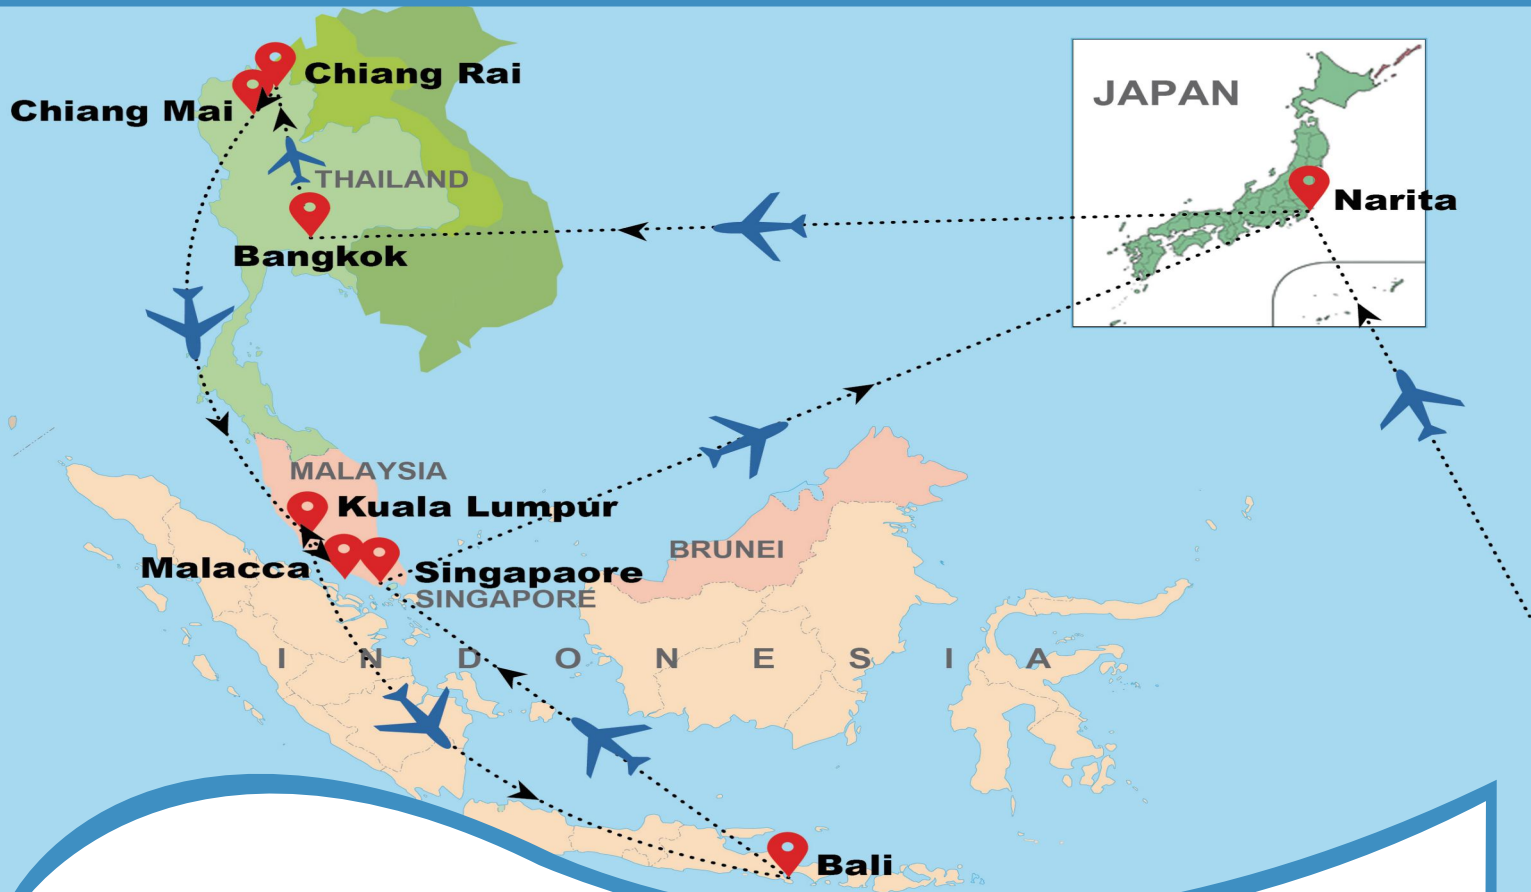 Chiang Rai
Chiang Mai
JAPAN
THAILAND
Narita
Bangkok
MALAYSIA
Kuala Lumpur
BRUNEI
Malacca
Singapaore
SINGAPORE
I N D O N E S I A
Bali